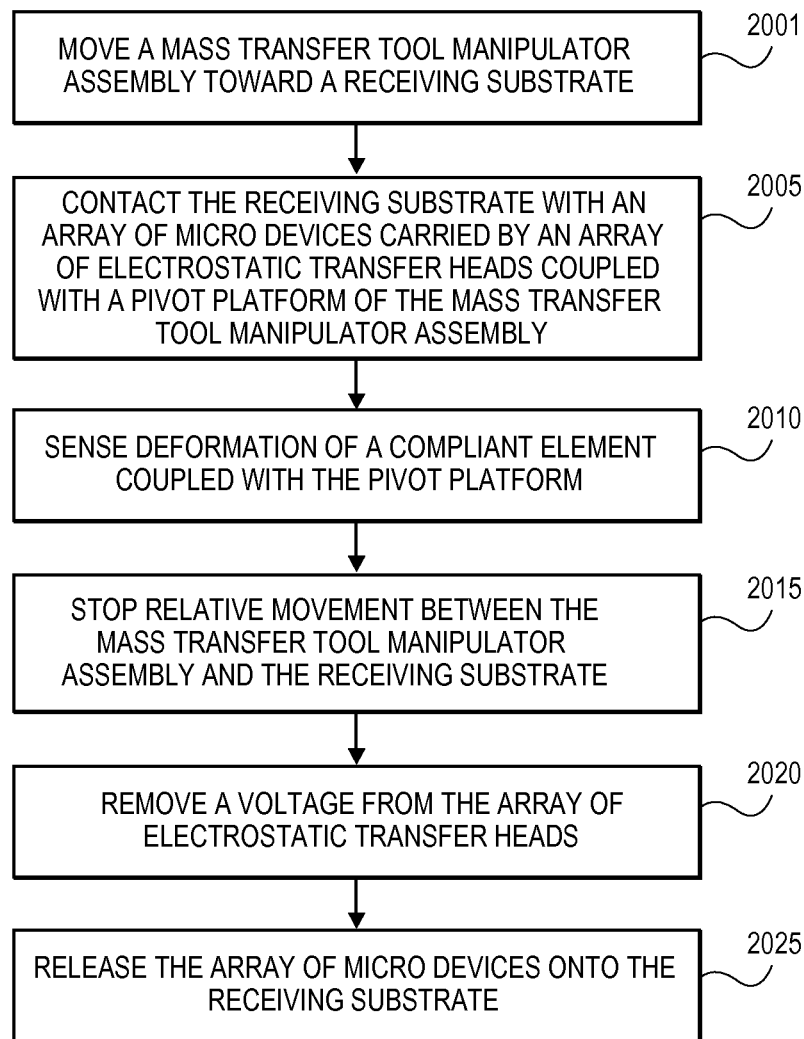 2001
MOVE A MASS TRANSFER TOOL MANIPULATOR
ASSEMBLY TOWARD A RECEIVING SUBSTRATE
2005
CONTACT THE RECEIVING SUBSTRATE WITH AN
ARRAY OF MICRO DEVICES CARRIED BY AN ARRAY
OF ELECTROSTATIC TRANSFER HEADS COUPLED
WITH A PIVOT PLATFORM OF THE MASS TRANSFER
TOOL MANIPULATOR ASSEMBLY
2010
SENSE DEFORMATION OF A COMPLIANT ELEMENT
COUPLED WITH THE PIVOT PLATFORM
2015
STOP RELATIVE MOVEMENT BETWEEN THE
MASS TRANSFER TOOL MANIPULATOR
ASSEMBLY AND THE RECEIVING SUBSTRATE
2020
REMOVE A VOLTAGE FROM THE ARRAY OF
ELECTROSTATIC TRANSFER HEADS
2025
RELEASE THE ARRAY OF MICRO DEVICES ONTO THE
RECEIVING SUBSTRATE